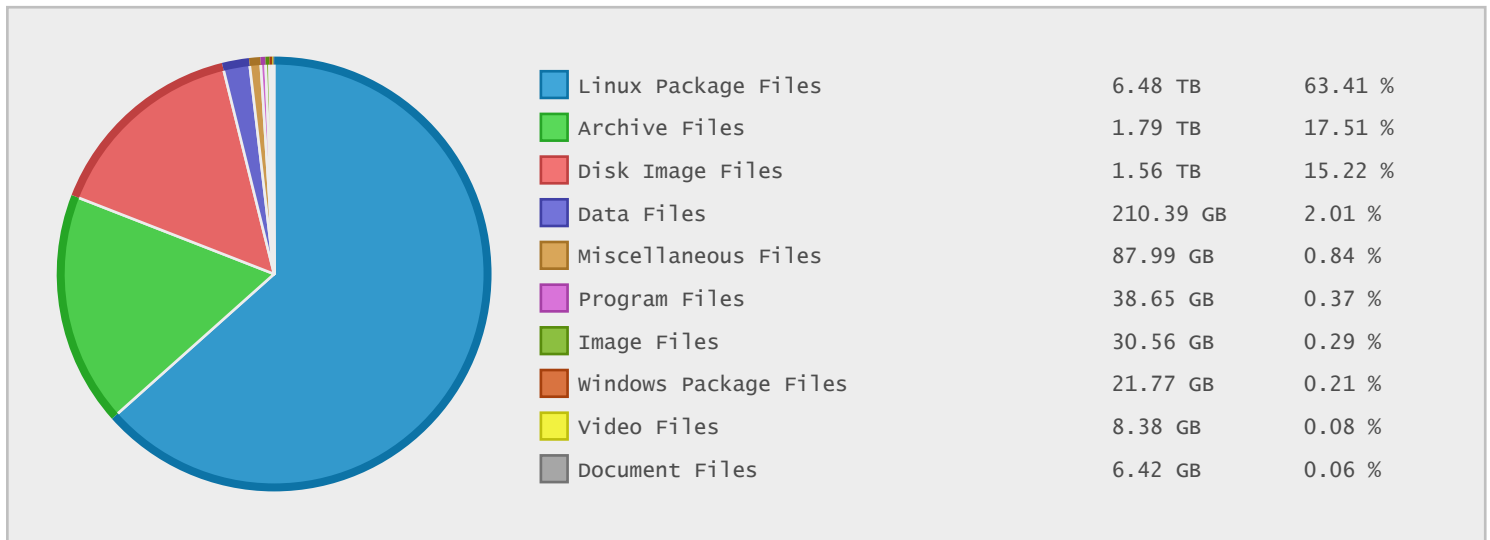 Linux Package Files 6.48 TB 63.41 %
Archive Files 1.79 TB 17.51 %
Disk Image Files 1.56 TB 15.22 %
Data Files 210.39 GB 2.01 %
Miscellaneous Files 87.99 GB 0.84 %
Program Files 38.65 GB 0.37 %
Image Files 30.56 GB 0.29 %
Windows Package Files 21.77 GB 0.21 %
Video Files 8.38 GB 0.08 %
Document Files 6.42 GB 0.06 %